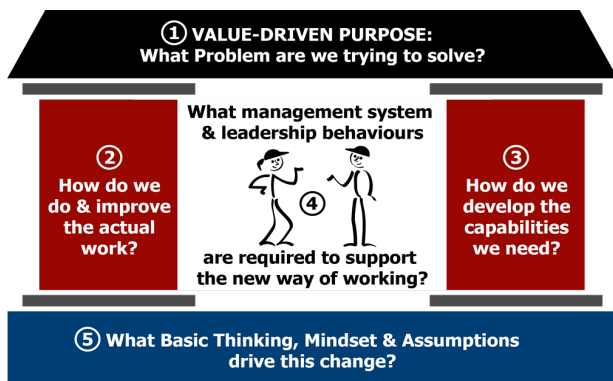 ① VALUE-DRIVEN PURPOSE:
What Problem are we trying to solve?
②
How do we
do & improve
the actual
work?
What management system
& leadership behaviours
④
are required to support
the new way of working?
③
How do we
develop the
capabilities
we need?
⑤ What Basic Thinking, Mindset & Assumptions
drive this change?